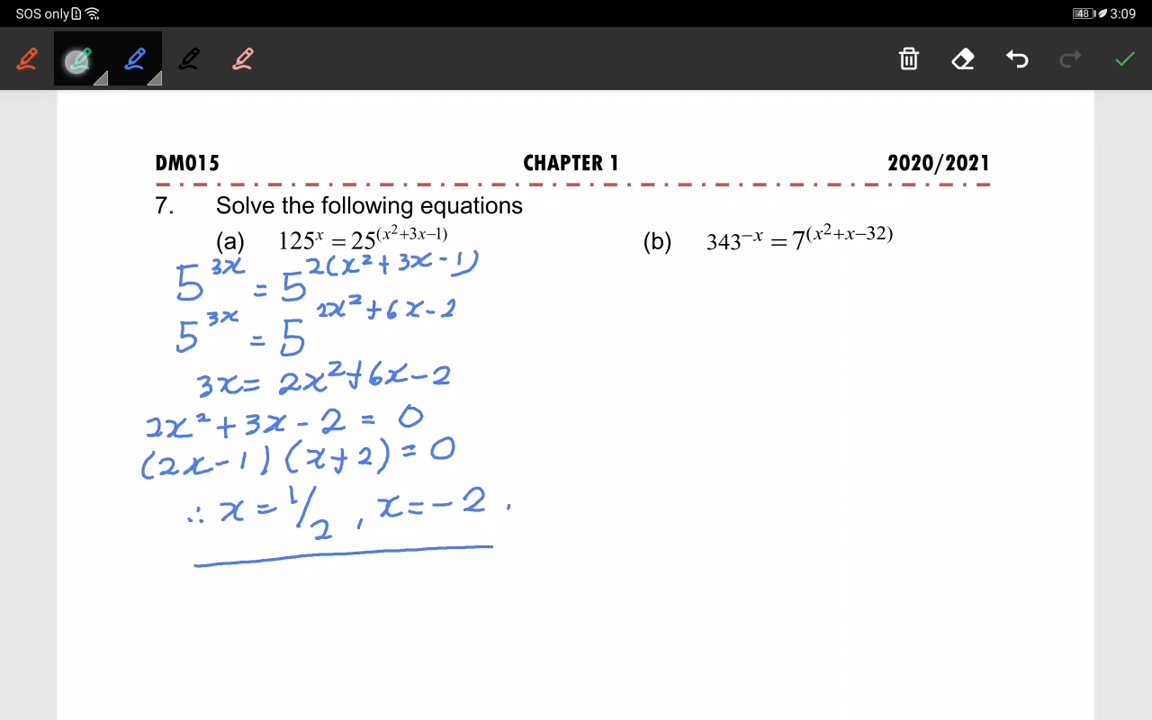 SOS only 48 3:09
DM015 CHAPTER 1 2020/2021
7. Solve the following equations
(a) 125^x = 25^(x²+3x−1) (b) 343^−x = 7^(x²+x−32)
5^3x = 5^2(x²+3x-1)
5^3x = 5^2x²+6x-2
3x = 2x²+6x-2
2x²+3x-2 = 0
(2x-1)(x+2) = 0
∴ x = 1/2, x = -2.